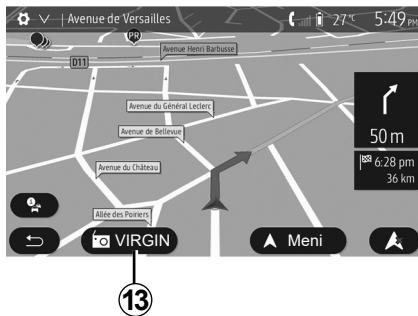 Avenue de Versailles
27 °C
5:49 PM
PR
Avenue Henri Barbusse
D11
Avenue du Général Leclerc
50 m
Avenue de Bellevue
6:28 pm
36 km
Avenue du Château
Allée des Poiriers
VIRGIN
Meni
13